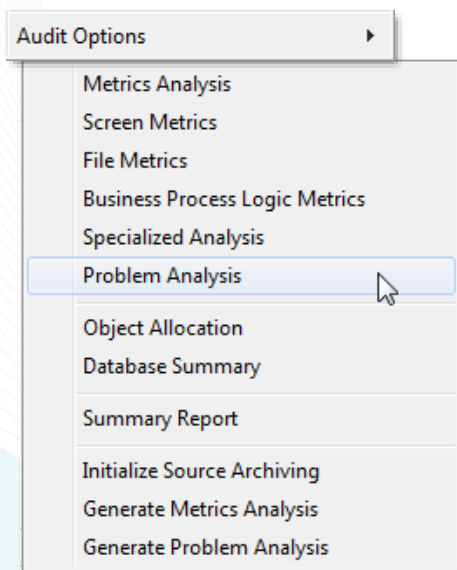 Audit Options
Metrics Analysis
Screen Metrics
File Metrics
Business Process Logic Metrics
Specialized Analysis
Problem Analysis
Object Allocation
Database Summary
Summary Report
Initialize Source Archiving
Generate Metrics Analysis
Generate Problem Analysis